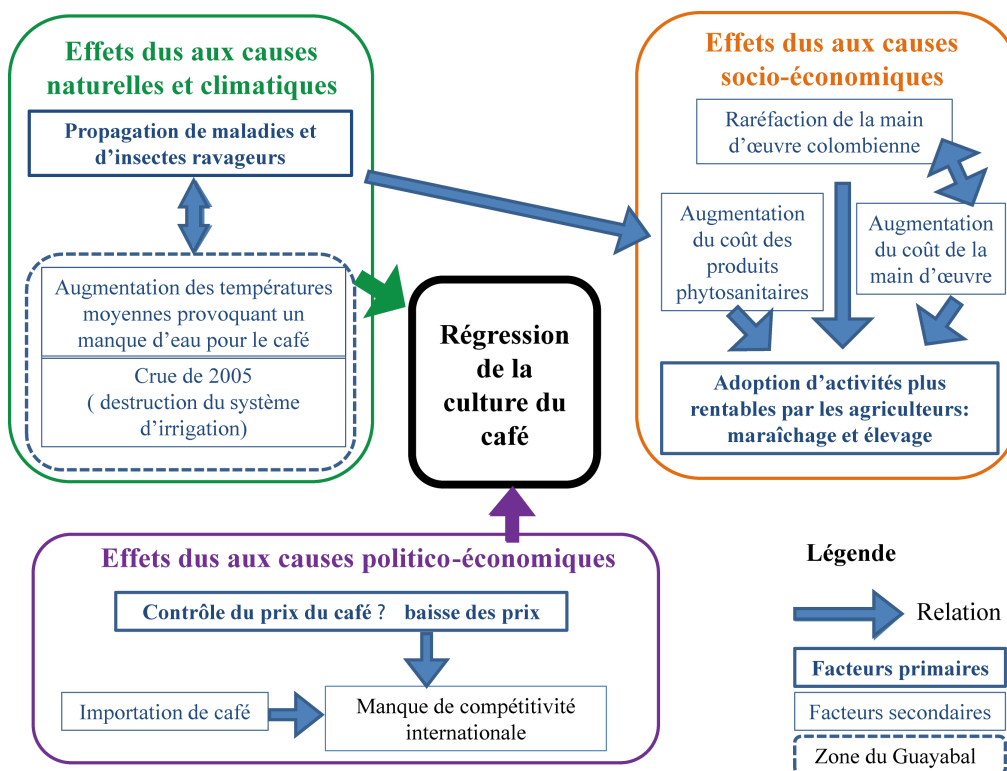 Effets dus aux causes
naturelles et climatiques
Propagation de maladies et
d’insectes ravageurs
Augmentation des températures
moyennes provoquant un
manque d’eau pour le café
Crue de 2005
( destruction du système
d’irrigation)
Régression
de la
culture du
café
Effets dus aux causes
socio-économiques
Raréfaction de la main
d’œuvre colombienne
Augmentation
du coût des
produits
phytosanitaires
Augmentation
du coût de la
main d’œuvre
Adoption d’activités plus
rentables par les agriculteurs:
maraîchage et élevage
Effets dus aux causes politico-économiques
Contrôle du prix du café ? baisse des prix
Importation de café
Manque de compétitivité
internationale
Légende
Relation
Facteurs primaires
Facteurs secondaires
Zone du Guayabal